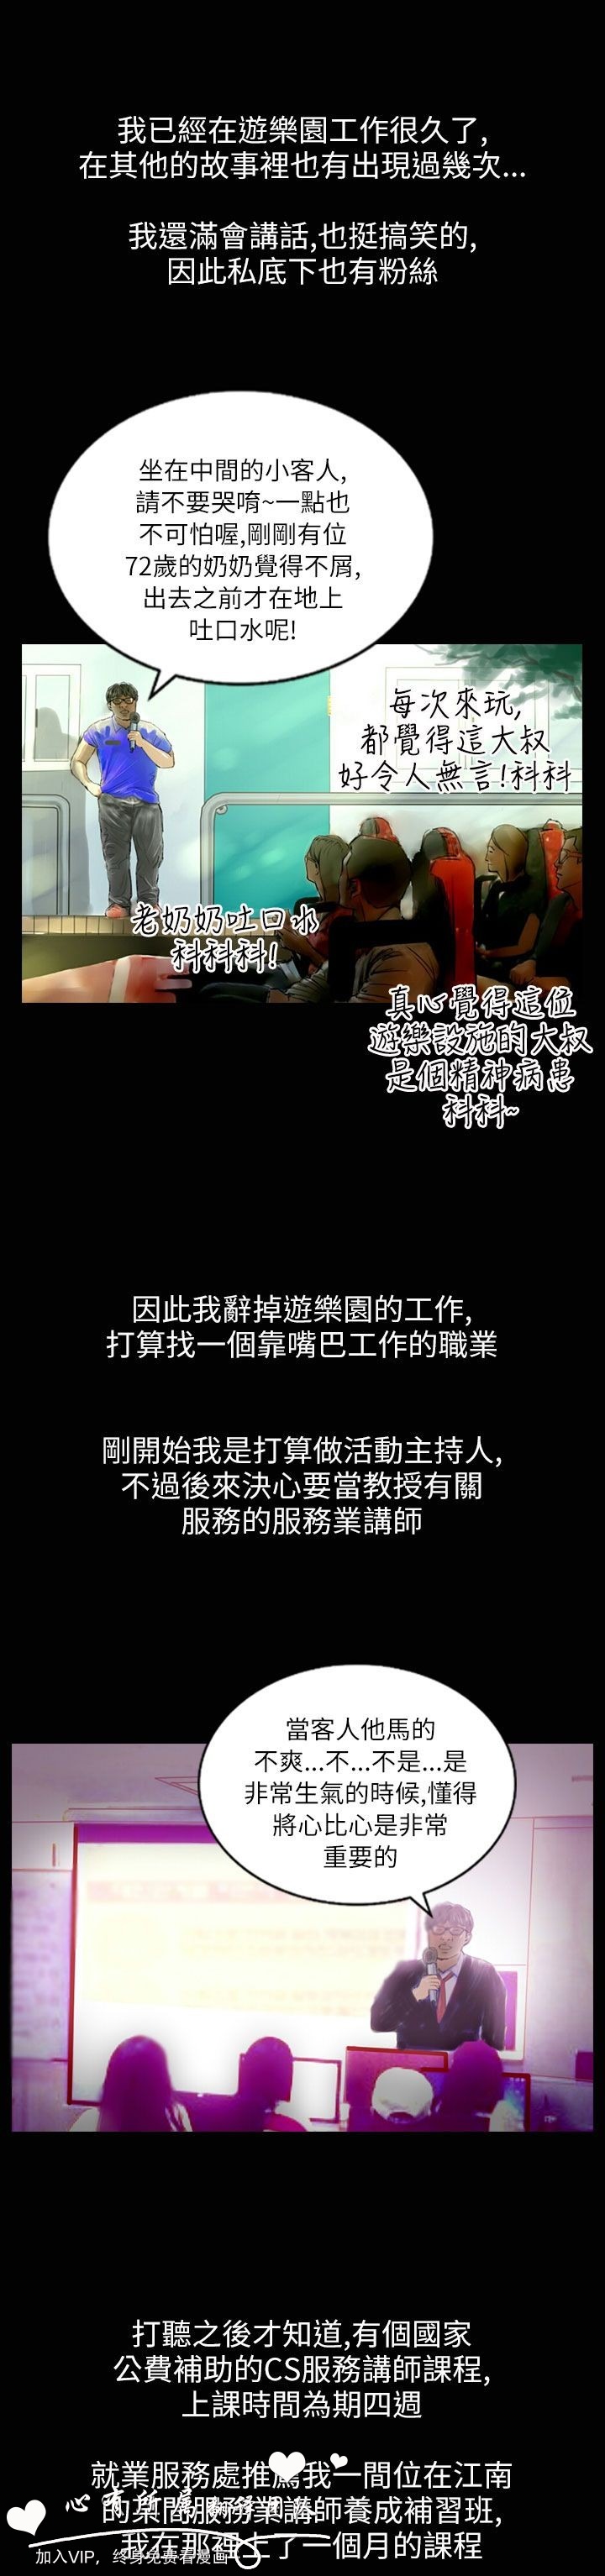 我已經在遊樂園工作很久了,
在其他的故事裡也有出現過幾次...
我還滿會講話,也挺搞笑的,
因此私底下也有粉絲
坐在中間的小客人,
請不要哭唷~一點也
不可怕喔,剛剛有位
72歲的奶奶覺得不屑,
出去之前才在地上
吐口水呢!
每次來玩,
都覺得這大叔
好令人無言!科科
老奶奶吐口水
科科科!
真心覺得這位
遊樂設施的大叔
是個精神病患
科科~
因此我辭掉遊樂園的工作,
打算找一個靠嘴巴工作的職業
剛開始我是打算做活動主持人,
不過後來決心要當教授有關
服務的服務業講師
當客人他馬的
不爽...不...不是...是
非常生氣的時候,懂得
將心比心是非常
重要的
打聽之後才知道,有個國家
公費補助的CS服務講師課程,
上課時間為期四週
就業服務處推薦我一間位在江南
的某間服務業講師養成補習班,
我在那裡上了一個月的課程
心有所屬
加入VIP，终身免费看漫画